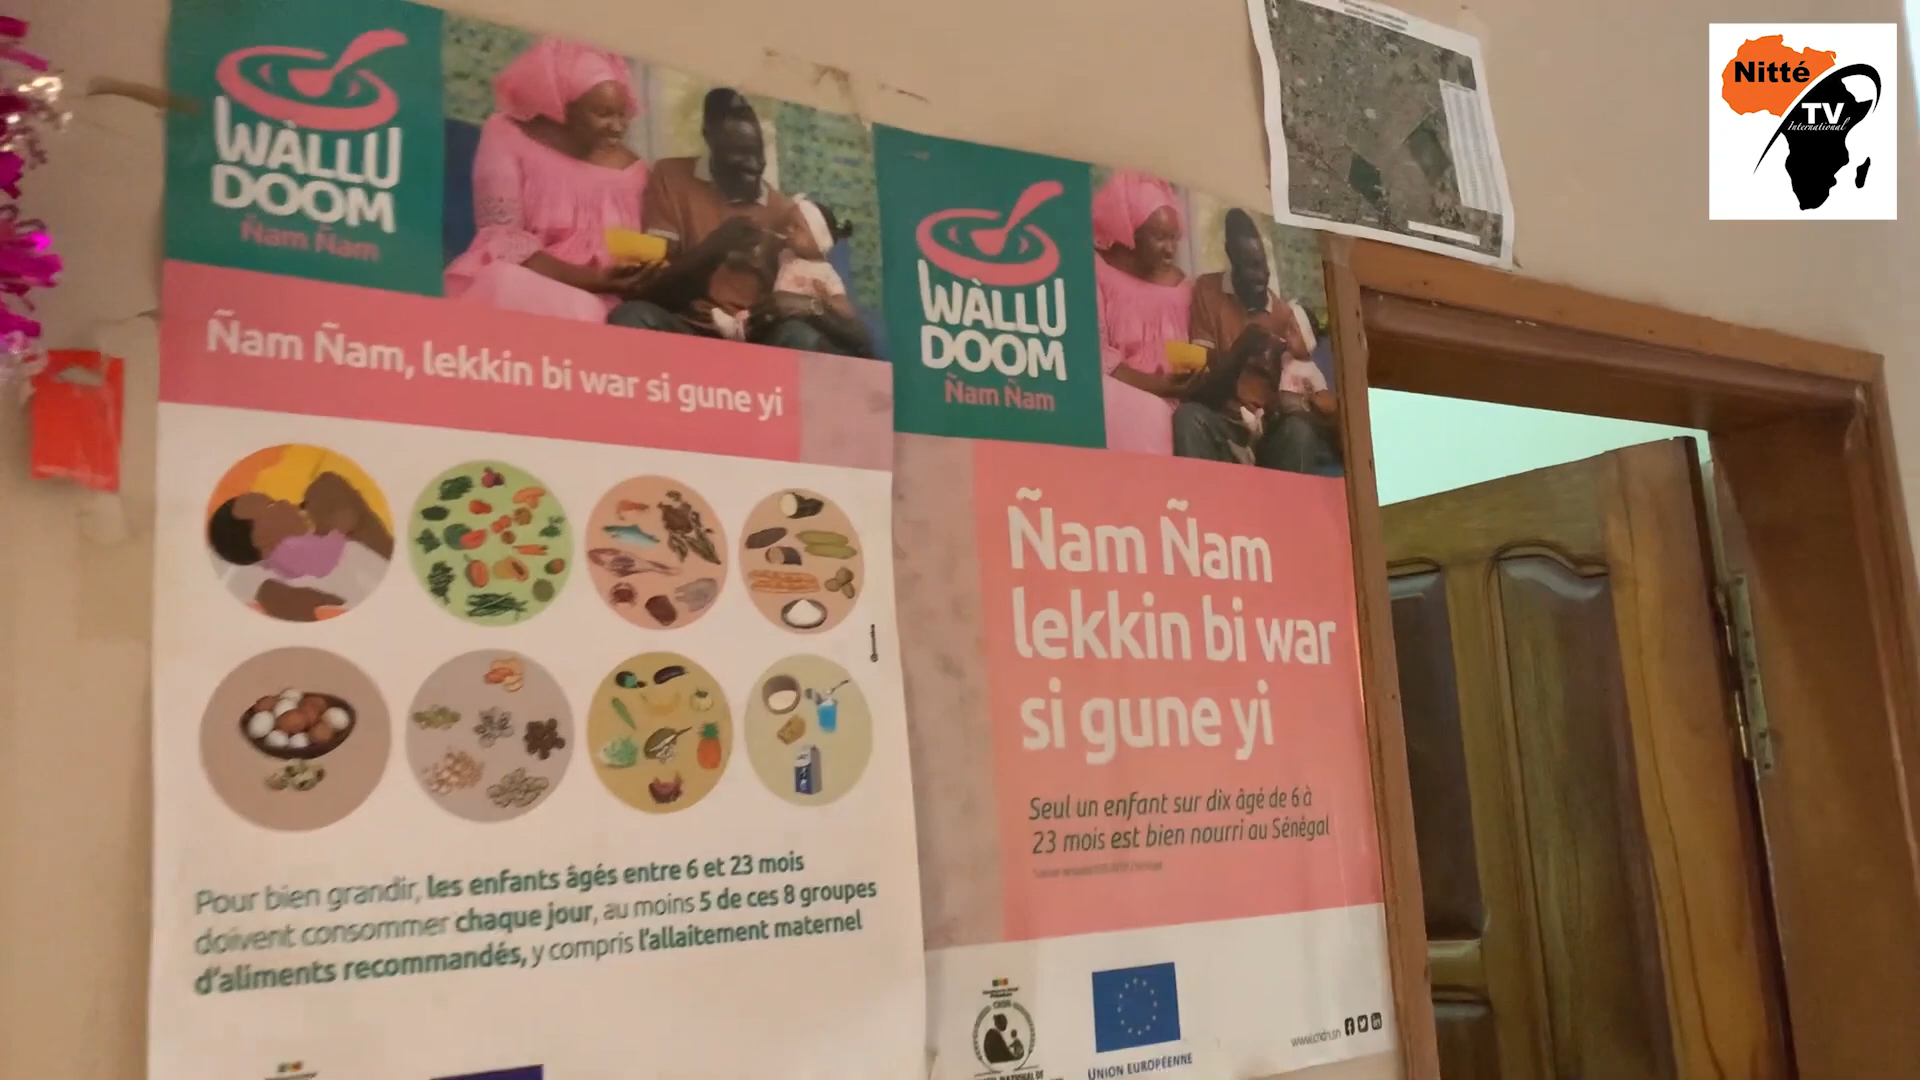 WÀLLU
DOOM
Ñam Ñam
Ñam Ñam, lekkin bi war si gune yi
Pour bien grandir, les enfants âgés entre 6 et 23 mois
doivent consommer chaque jour, au moins 5 de ces 8 groupes
d'aliments recommandés, y compris l'allaitement maternel
WÀLLU
DOOM
Ñam Ñam
Ñam Ñam
lekkin bi war
si gune yi
Seul un enfant sur dix âgé de 6 à
23 mois est bien nourri au Sénégal
UNION EUROPÉENNE
www.cndn.sn
Nitté
TV
International